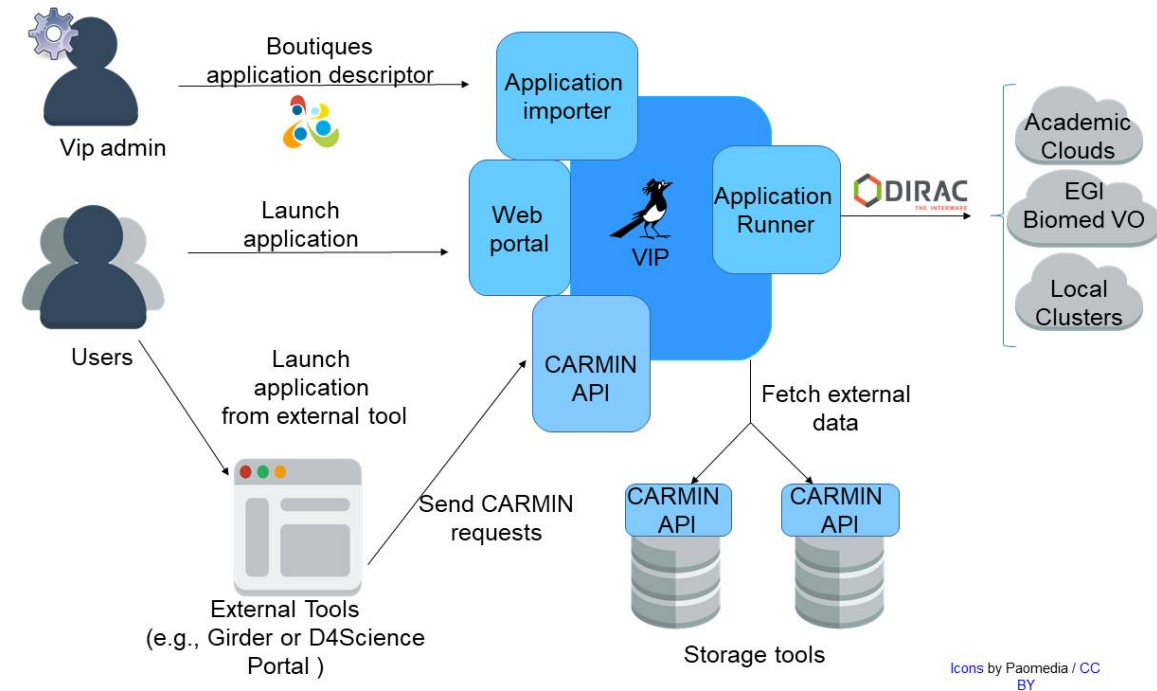 Boutiques
application descriptor
Vip admin
Application
importer
Academic
Clouds
Launch
application
Web
portal
VIP
Application
Runner
DIRAC
THE INTERWARE
EGI
Biomed VO
Local
Clusters
Users
Launch
application
from external tool
CARMIN
API
Fetch external
data
Send CARMIN
requests
CARMIN
API
CARMIN
API
External Tools
(e.g., Girder or D4Science
Portal )
Storage tools
Icons by Paomedia / CC
BY